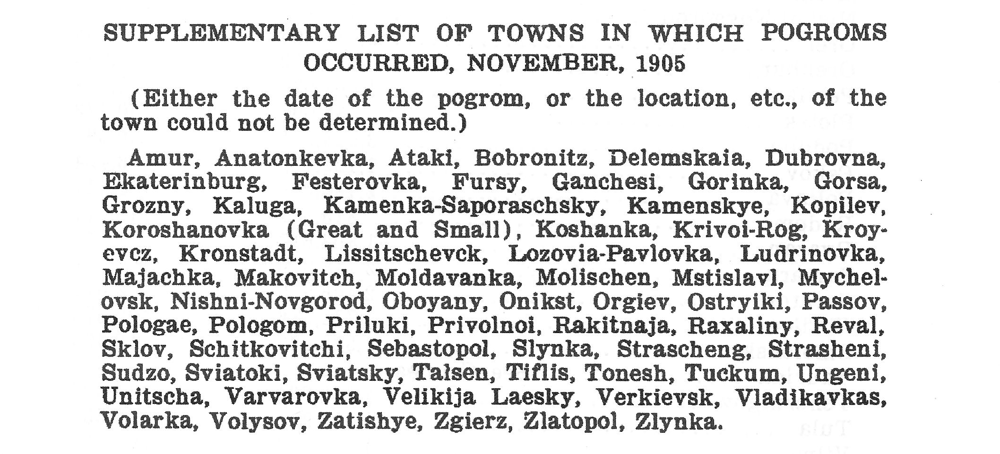 SUPPLEMENTARY LIST OF TOWNS IN WHICH POGROMS
OCCURRED, NOVEMBER, 1905
(Either the date of the pogrom, or the location, etc., of the
town could not be determined.)
Amur, Anatonkevka, Ataki, Bobronitz, Delemskaia, Dubrovna,
Ekaterinburg, Festerovka, Fursy, Ganchesi, Gorinka, Gorsa,
Grozny, Kaluga, Kamenka-Saporaschsky, Kamenskye, Kopilev,
Koroshanovka (Great and Small), Koshanka, Krivoi-Rog, Kroy-
evcz, Kronstadt, Lissitschevck, Lozovia-Pavlovka, Ludrinovka,
Majachka, Makovitch, Moldavanka, Molischen, Mstislavl, Mychel-
ovsk, Nishni-Novgorod, Oboyany, Onikst, Orgiev, Ostryiki, Passov,
Pologae, Pologom, Priluki, Privolnoi, Rakitnaja, Raxaliny, Reval,
Sklov, Schitkovitchi, Sebastopol, Slynka, Strascheng, Strasheni,
Sudzo, Sviatoki, Sviatsky, Talsen, Tiflis, Tonesh, Tuckum, Ungeni,
Unitscha, Varvarovka, Velikija Laesky, Verkievsk, Vladikavkas,
Volarka, Volysov, Zatishye, Zgierz, Zlatopol, Zlynka.